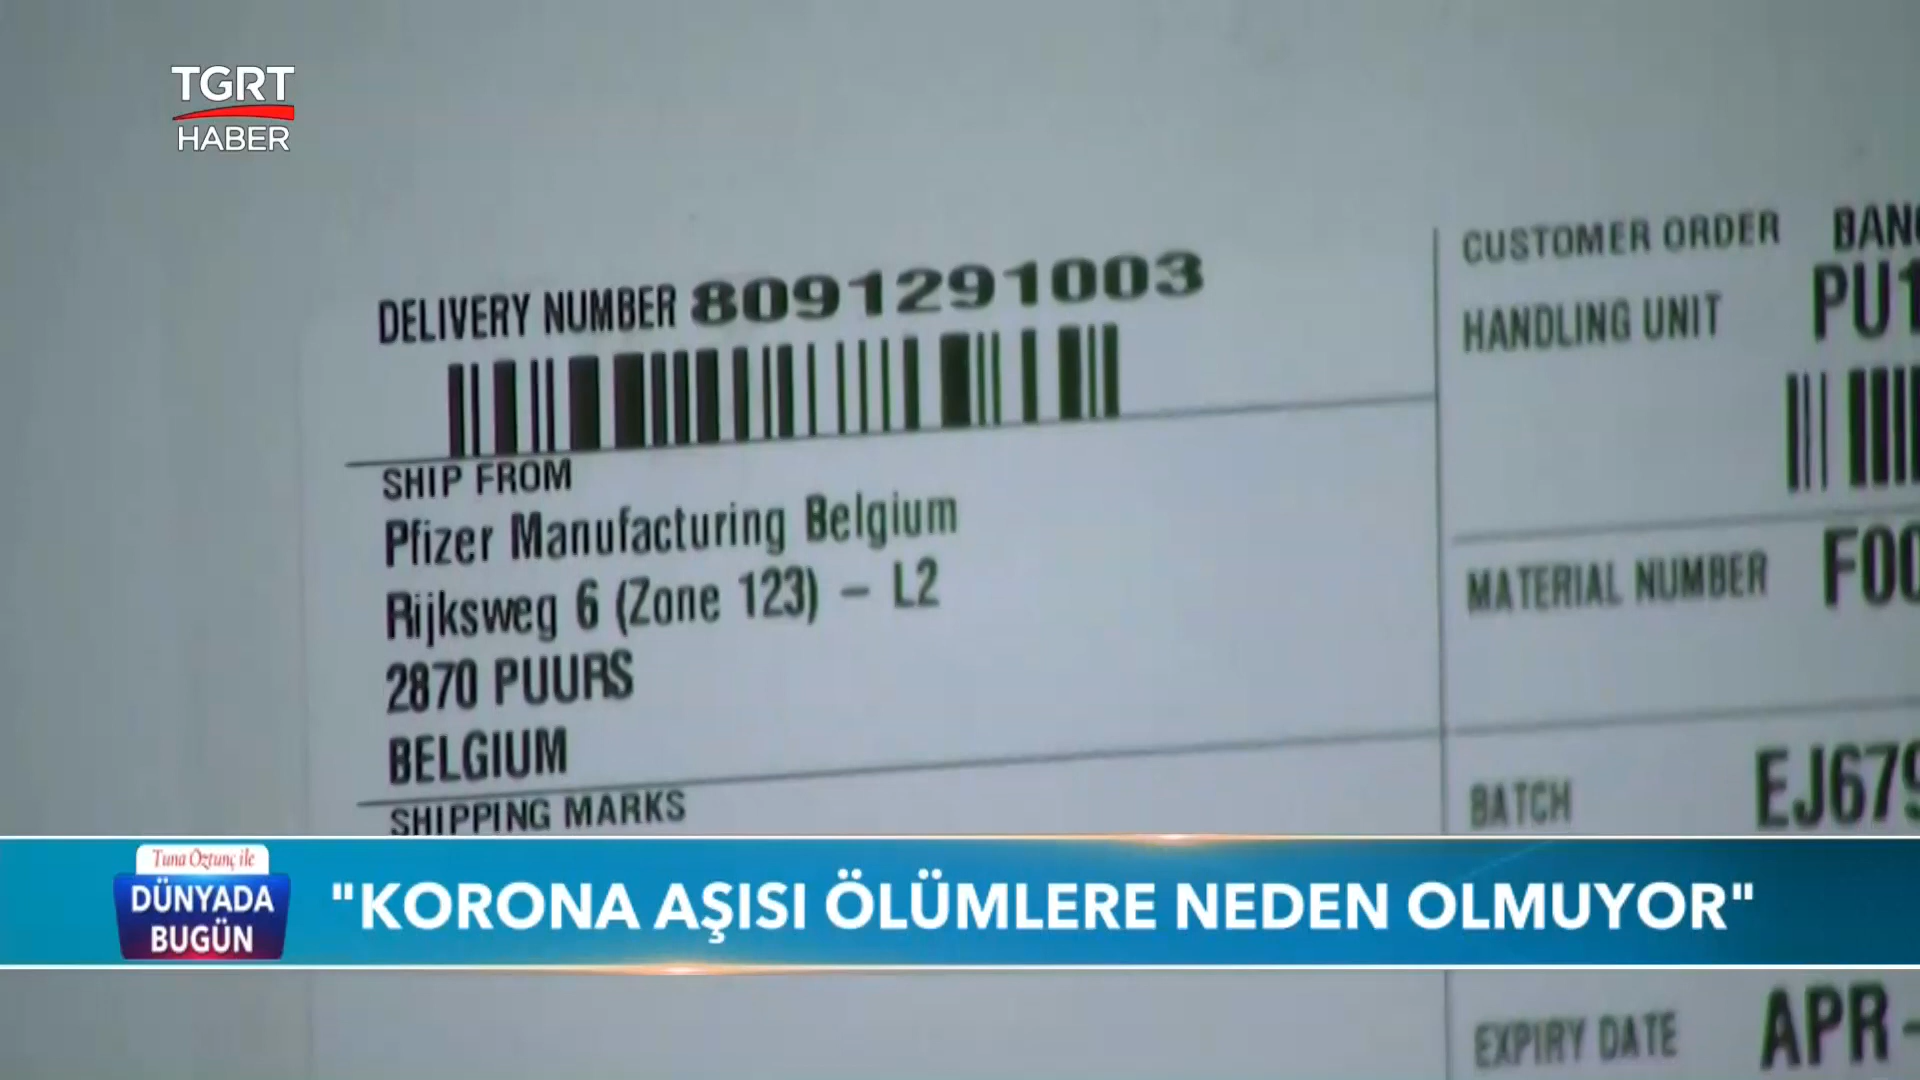 TGRT
HABER
DELIVERY NUMBER 8091291003
SHIP FROM
Pfizer Manufacturing Belgium
Rijksweg 6 (Zone 123) - L2
2870 PUURS
BELGIUM
SHIPPING MARKS
CUSTOMER ORDER
HANDLING UNIT
MATERIAL NUMBER
BATCH
EXPIRY DATE APR-
Tuna Öztunç ile
DÜNYADA
BUGÜN
"KORONA AŞISI ÖLÜMLERE NEDEN OLMUYOR"